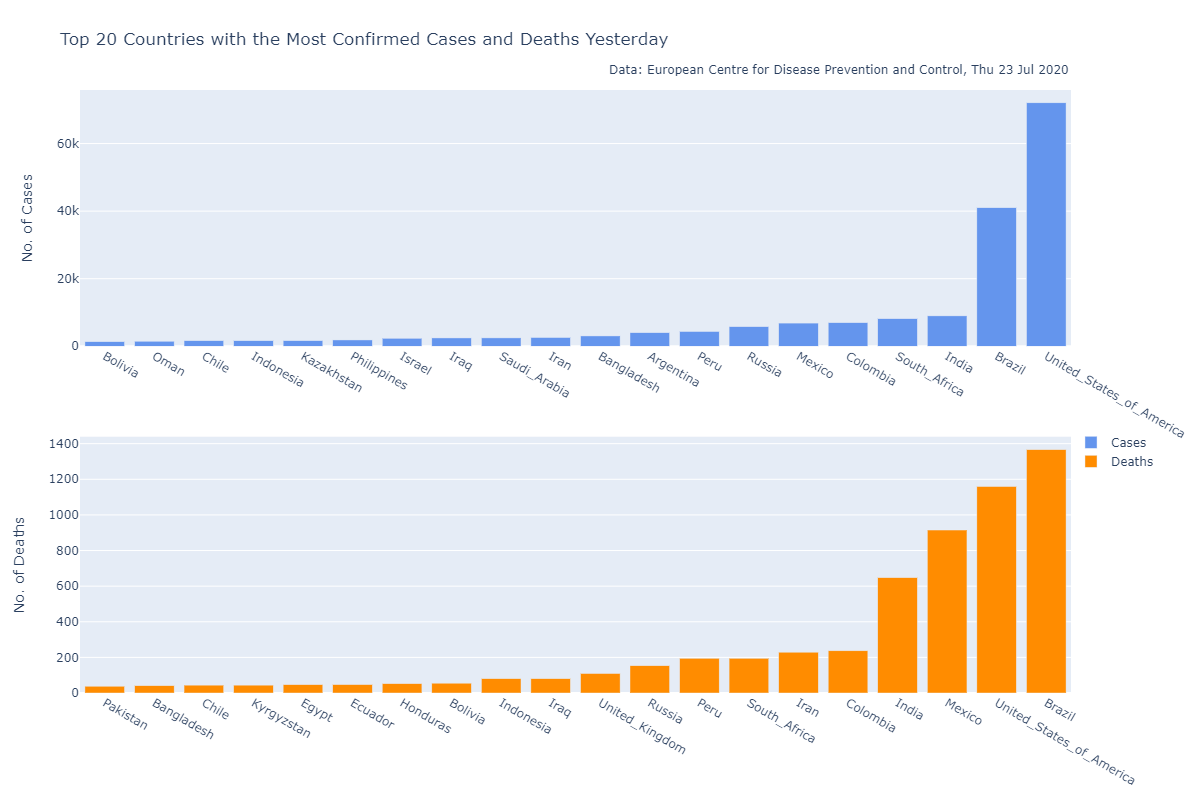 Top 20 Countries with the Most Confirmed Cases and Deaths Yesterday
Data: European Centre for Disease Prevention and Control, Thu 23 Jul 2020
No. of Cases
60k
40k
20k
0
Bolivia
Oman
Chile
Indonesia
Kazakhstan
Philippines
Israel
Iraq
Saudi_Arabia
Iran
Bangladesh
Argentina
Peru
Russia
Mexico
Colombia
South_Africa
India
Brazil
United_States_of_America
Cases
Deaths
No. of Deaths
1400
1200
1000
800
600
400
200
0
Pakistan
Bangladesh
Chile
Kyrgyzstan
Egypt
Ecuador
Honduras
Bolivia
Indonesia
Iraq
United_Kingdom
Russia
Peru
South_Africa
Iran
Colombia
India
Mexico
United_States_of_America
Brazil